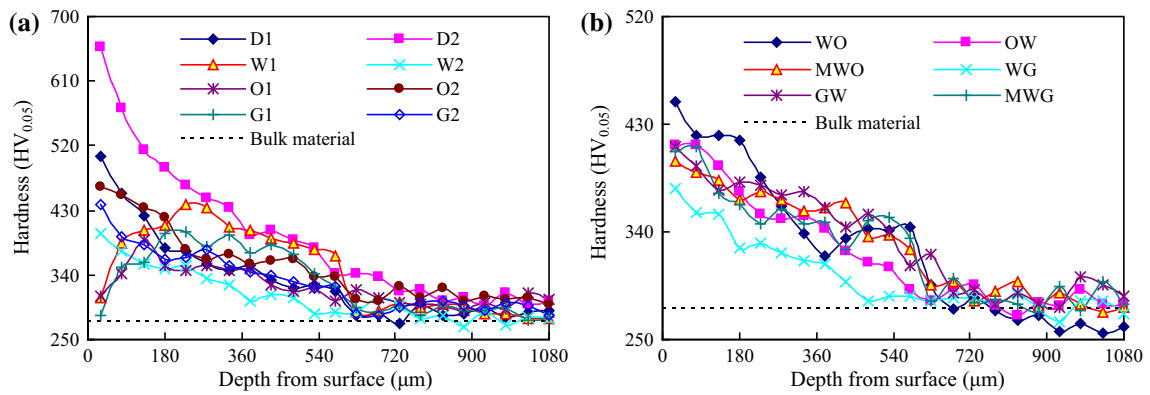 (a)
700
610
520
430
340
250
Hardness (HV0.05)
D1 D2
W1 W2
O1 O2
G1 G2
Bulk material
0 180 360 540 720 900 1080
Depth from surface (μm)
(b)
520
430
340
250
Hardness (HV0.05)
WO OW
MWO WG
GW MWG
Bulk material
0 180 360 540 720 900 1080
Depth from surface (μm)